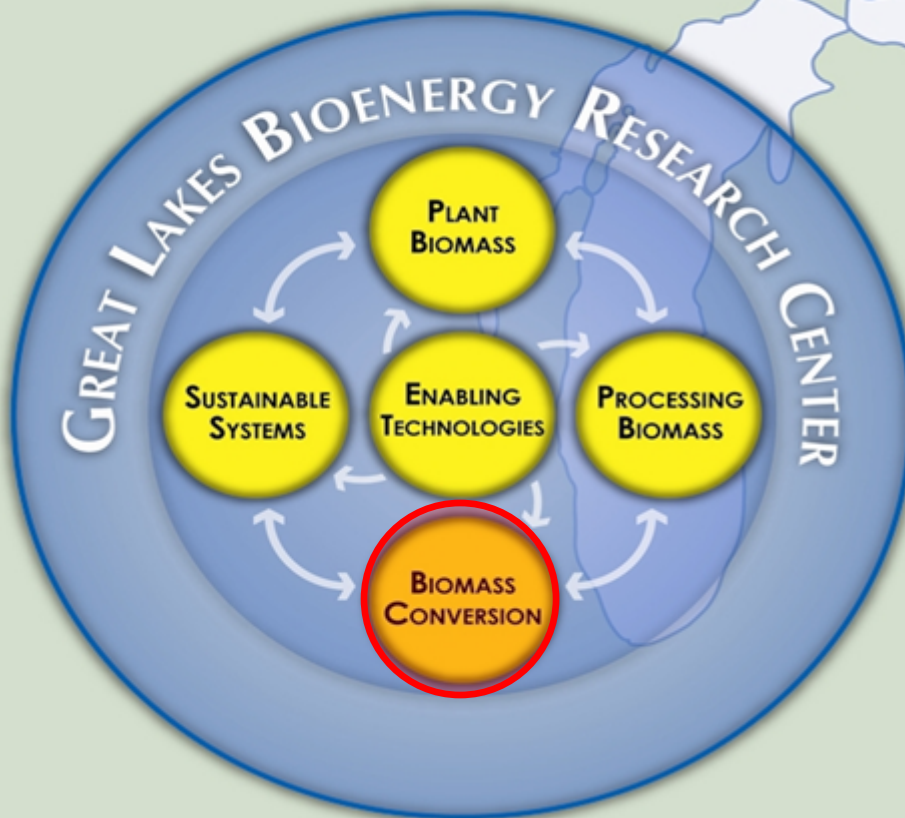 GREAT LAKES BIOENERGY RESEARCH CENTER
PLANT
BIOMASS
SUSTAINABLE
SYSTEMS
ENABLING
TECHNOLOGIES
PROCESSING
BIOMASS
BIOMASS
CONVERSION